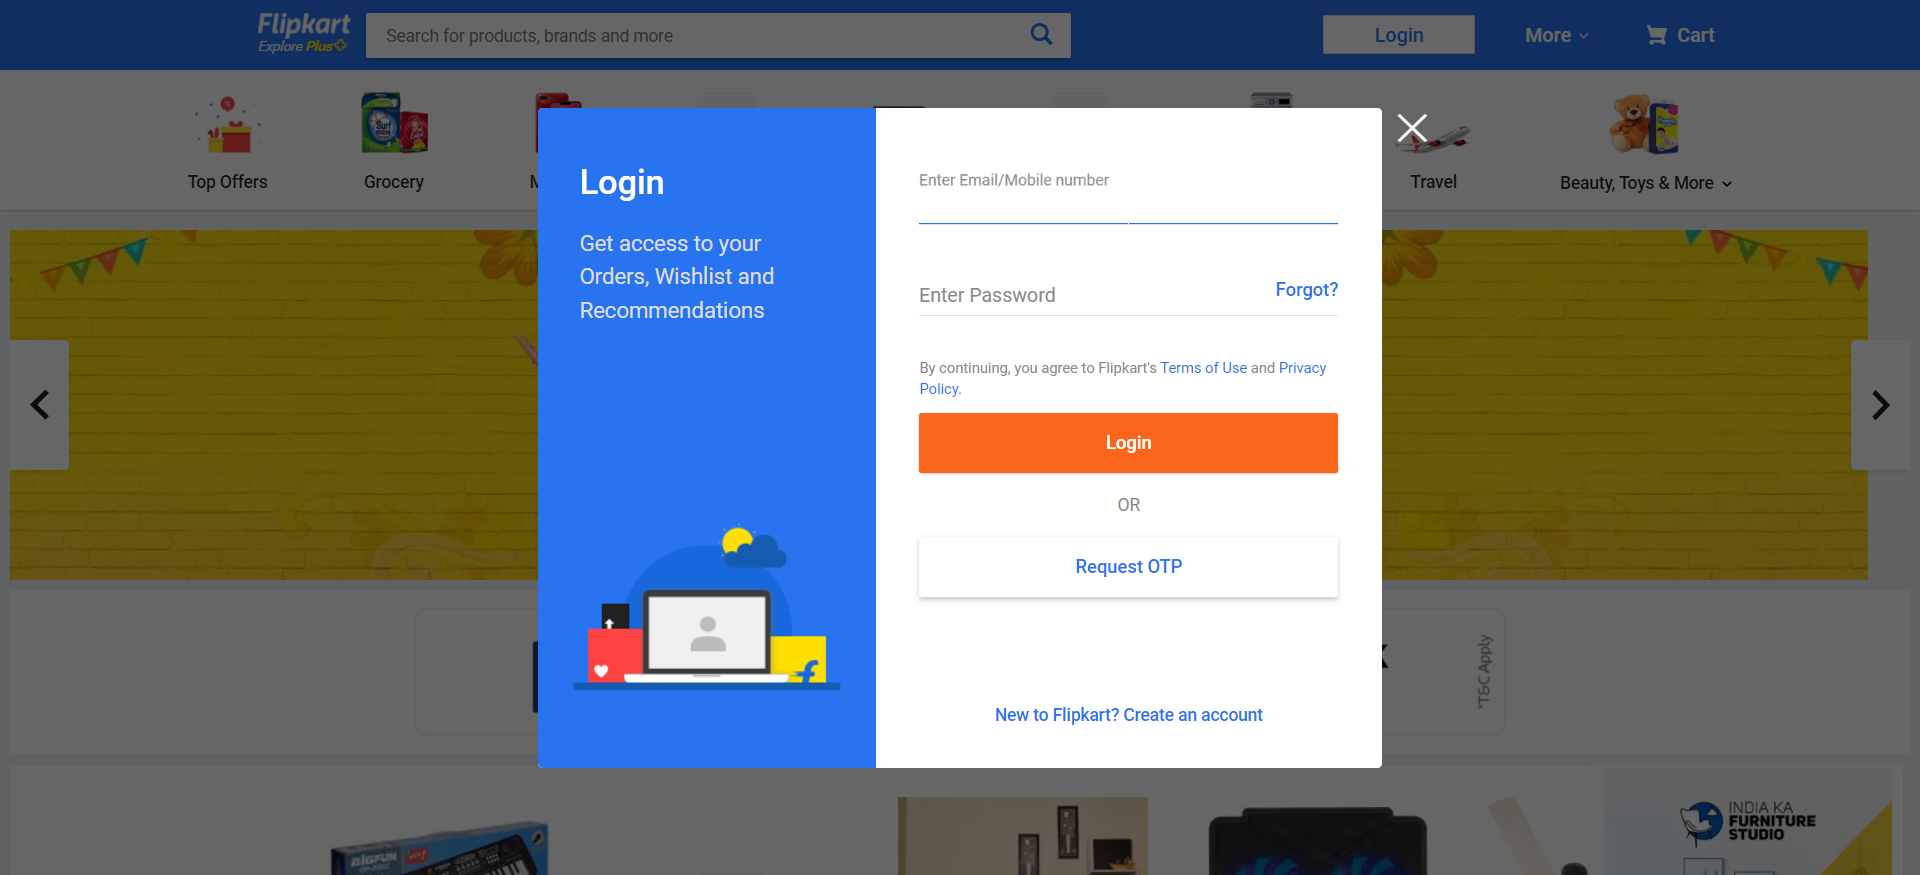 Flipkart
Explore Plus
Search for products, brands and more
Login
More
Cart
Top Offers
Grocery
M
Travel
Beauty, Toys & More
Login
Get access to your
Orders, Wishlist and
Recommendations
Enter Email/Mobile number
Enter Password
Forgot?
By continuing, you agree to Flipkart's Terms of Use and Privacy
Policy.
Login
OR
Request OTP
New to Flipkart? Create an account
*T&C Apply
BIGFUN
INDIA KA
FURNITURE
STUDIO
Surf